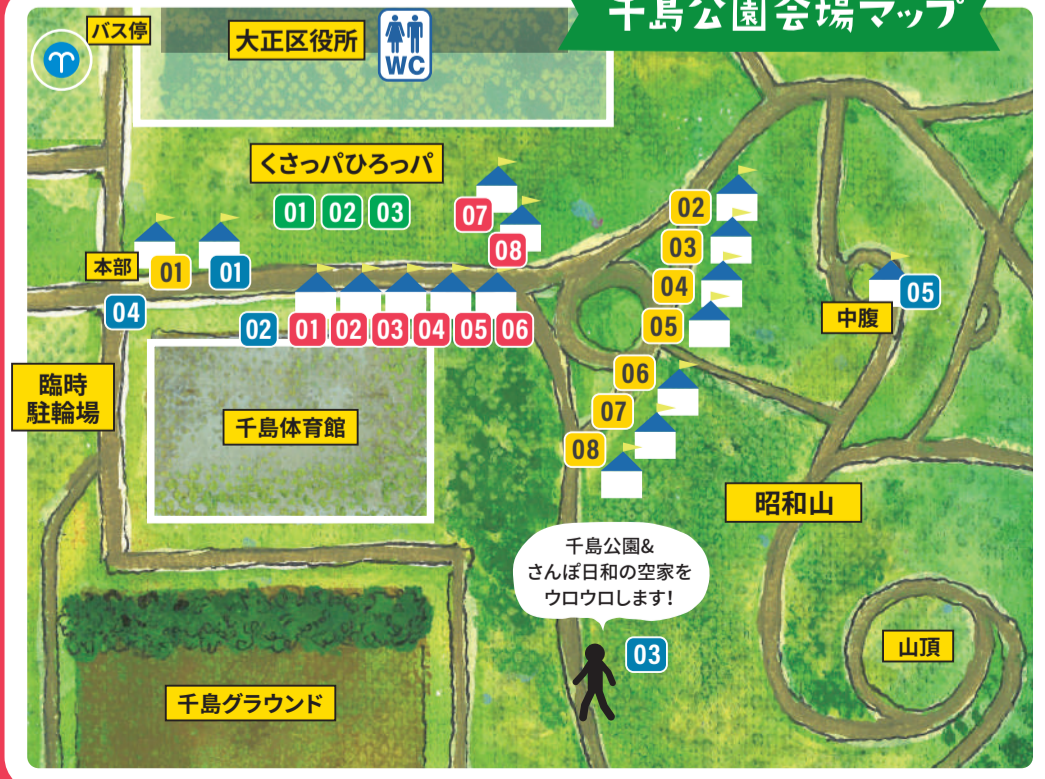 千島公園会場マップ
バス停
大正区役所
WC
くさっパひろっパ
01 02 03
07
08
02
03
04
05
本部
01
01
04
02 01 02 03 04 05 06
中腹
05
臨時
駐輪場
千島体育館
06
07
08
昭和山
千島公園&
さんぽ日和の空家を
ウロウロします!
03
山頂
千島グラウンド